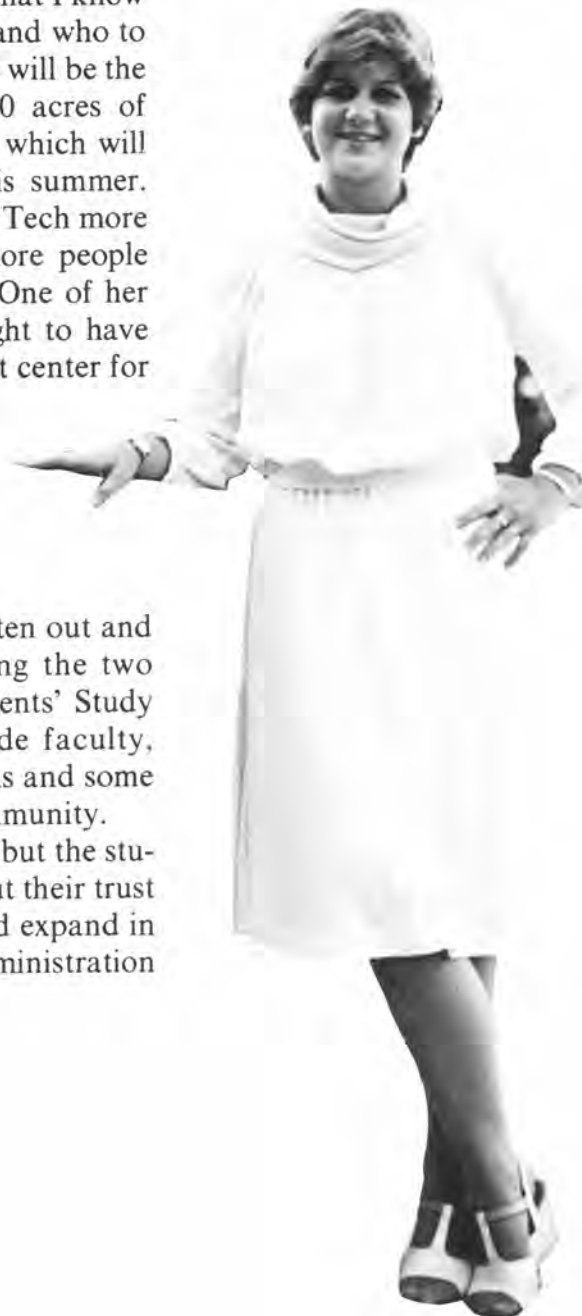 and who to
will be the
0 acres of
which will
is summer.
Tech more
ore people
One of her
ght to have
t center for
ten out and
ng the two
ents' Study
de faculty,
s and some
munity.
but the stu-
ut their trust
d expand in
ministration